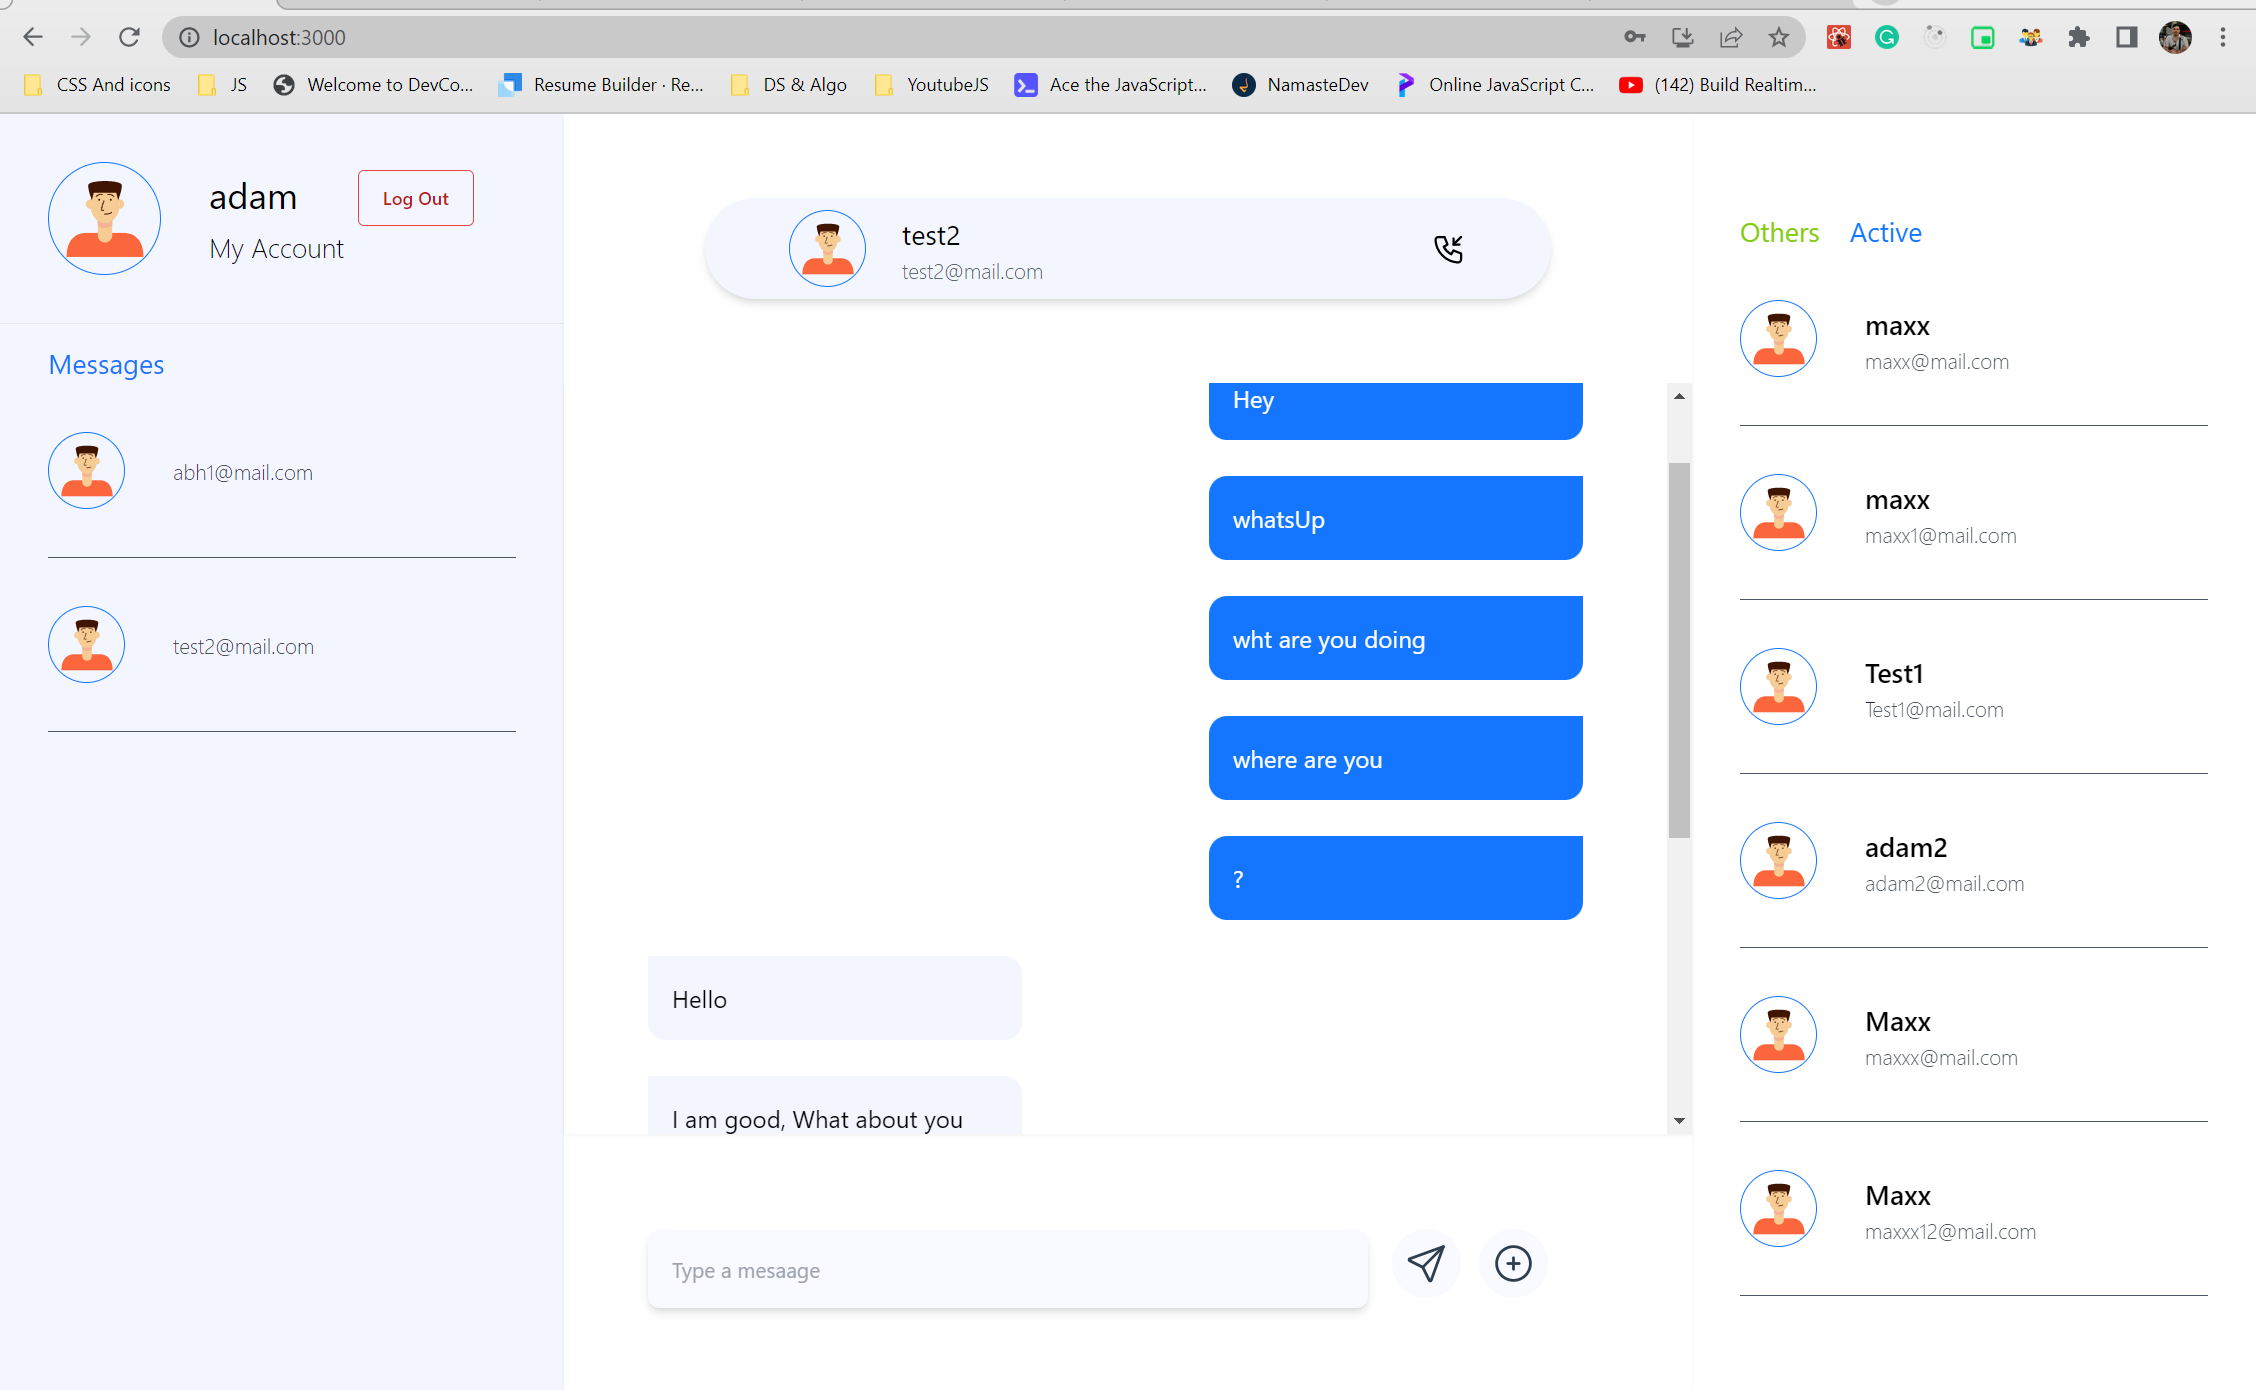 localhost:3000
CSS And icons
JS
Welcome to DevCo...
Resume Builder · Re...
DS & Algo
YoutubeJS
Ace the JavaScript...
NamasteDev
Online JavaScript C...
(142) Build Realtim...
adam
Log Out
My Account
Messages
abh1@mail.com
test2@mail.com
test2
test2@mail.com
Hey
whatsUp
wht are you doing
where are you
?
Hello
I am good, What about you
Type a mesaage
Others
Active
maxx
maxx@mail.com
maxx
maxx1@mail.com
Test1
Test1@mail.com
adam2
adam2@mail.com
Maxx
maxxx@mail.com
Maxx
maxxx12@mail.com